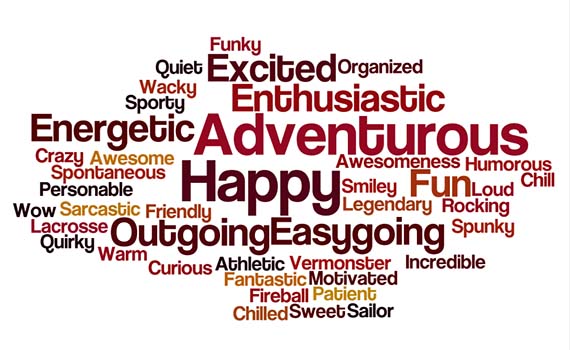 Funky
Quiet Excited Organized
Wacky Enthusiastic
Sporty
Energetic Adventurous
Crazy Awesome Awesomeness Humorous
Spontaneous Happy Fun Chill
Personable Smiley Loud
Wow Sarcastic Friendly Legendary Rocking
Lacrosse Outgoing Easygoing Spunky
Quirky
Warm Curious Athletic Vermonster Incredible
Fantastic Motivated
Fireball Patient
Chilled Sweet Sailor